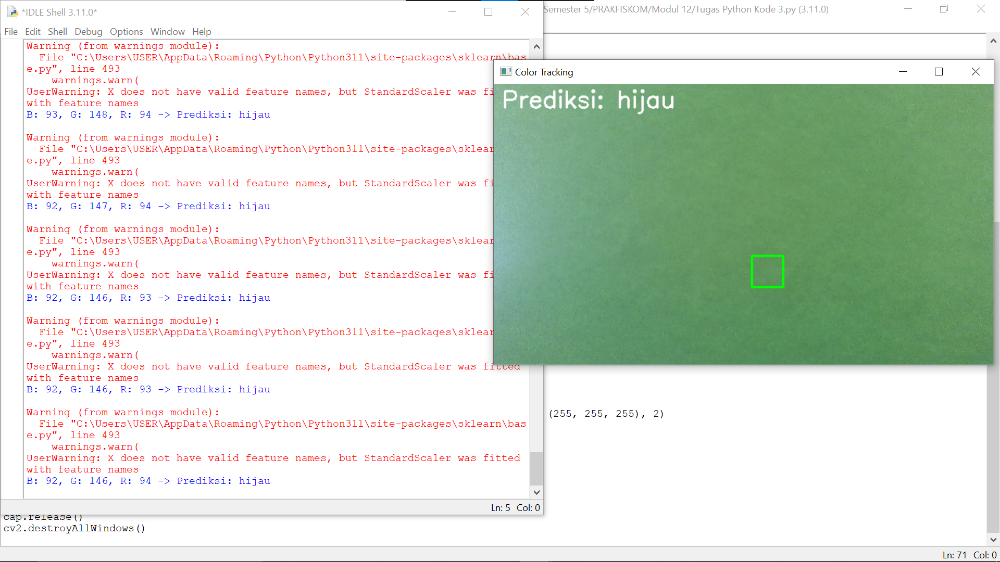 *IDLE Shell 3.11.0*
File Edit Shell Debug Options Window Help
Warning (from warnings module):
File "C:\Users\USER\AppData\Roaming\Python\Python311\site-packages\sklearn\bas
e.py", line 493
warnings.warn(
UserWarning: X does not have valid feature names, but StandardScaler was fi
with feature names
B: 93, G: 148, R: 94 -> Prediksi: hijau
Warning (from warnings module):
File "C:\Users\USER\AppData\Roaming\Python\Python311\site-packages\sklear
e.py", line 493
warnings.warn(
UserWarning: X does not have valid feature names, but StandardScaler was fi
with feature names
B: 92, G: 147, R: 94 -> Prediksi: hijau
Warning (from warnings module):
File "C:\Users\USER\AppData\Roaming\Python\Python311\site-packages\sklear
e.py", line 493
warnings.warn(
UserWarning: X does not have valid feature names, but StandardScaler was fi
with feature names
B: 92, G: 146, R: 93 -> Prediksi: hijau
Warning (from warnings module):
File "C:\Users\USER\AppData\Roaming\Python\Python311\site-packages\sklear
e.py", line 493
warnings.warn(
UserWarning: X does not have valid feature names, but StandardScaler was fitted
with feature names
B: 92, G: 146, R: 93 -> Prediksi: hijau
Warning (from warnings module):
File "C:\Users\USER\AppData\Roaming\Python\Python311\site-packages\sklearn\bas
e.py", line 493
warnings.warn(
UserWarning: X does not have valid feature names, but StandardScaler was fitted
with feature names
B: 92, G: 146, R: 94 -> Prediksi: hijau
Ln: 5 Col: 0
Semester 5/PRAKFISKOM/Modul 12/Tugas Python Kode 3.py (3.11.0)
Color Tracking
Prediksi: hijau
(255, 255, 255), 2)
cap.release()
cv2.destroyAllWindows()
Ln: 71 Col: 0